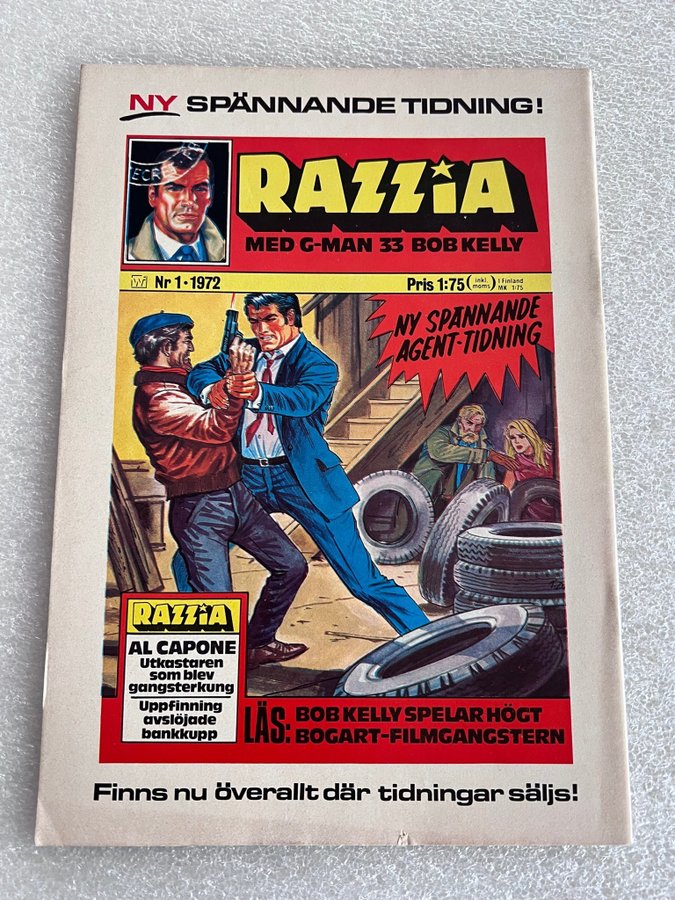 NY SPÄNNANDE TIDNING!
ECR
RAZZiA
MED G-MAN 33 BOB KELLY
Wi Nr 1 • 1972
Pris 1:75 (inkl. moms) I Finland MK 1/75
NY SPÄNNANDE
AGENT-TIDNING
RAZZiA
AL CAPONE
Utkastaren
som blev
gangsterkung
Uppfinning
avslöjade
bankkupp
LÄS: BOB KELLY SPELAR HÖGT
BOGART-FILMGANGSTERN
Finns nu överallt där tidningar säljs!